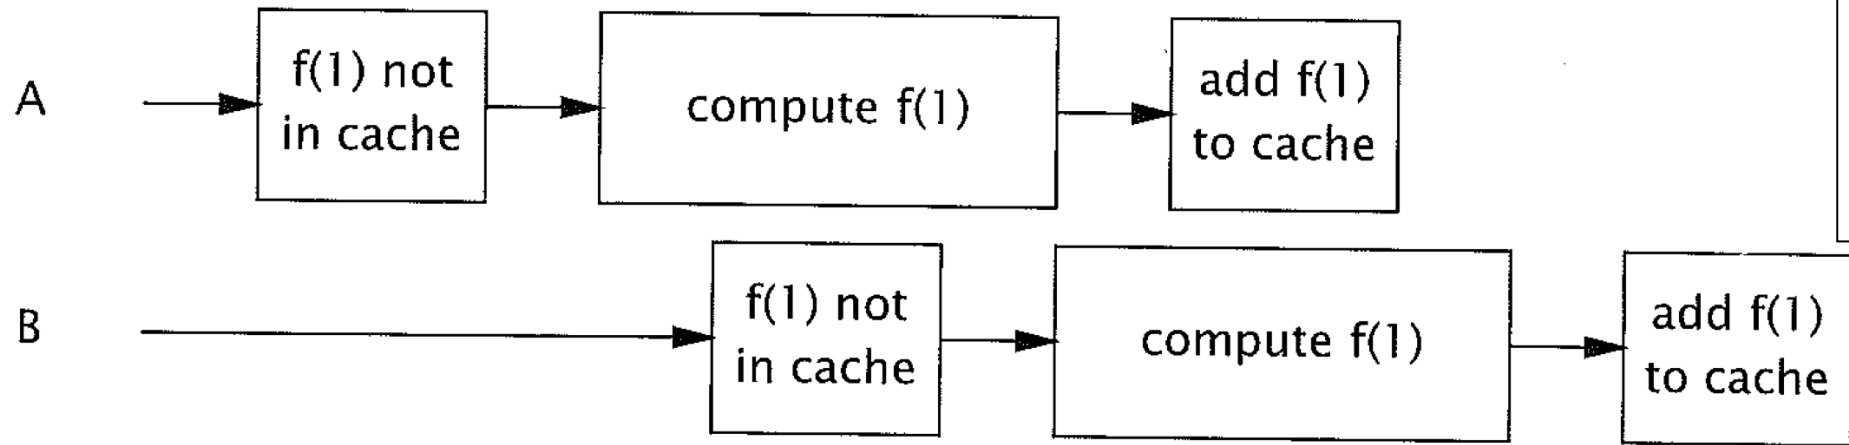 A
f(1) not
in cache
compute f(1)
add f(1)
to cache
B
f(1) not
in cache
compute f(1)
add f(1)
to cache